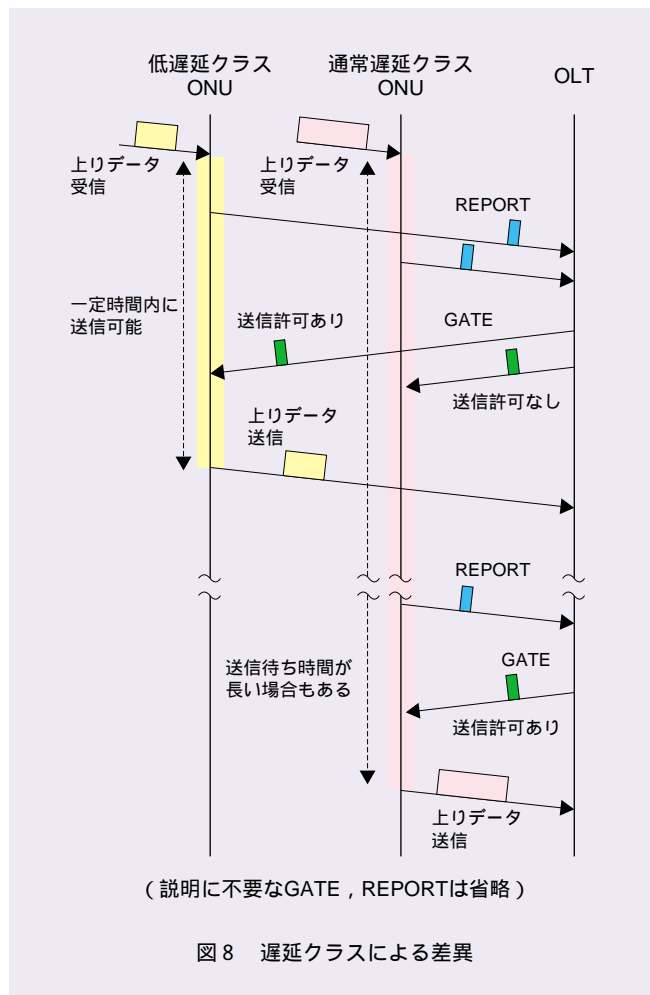 低遅延クラス
ONU
通常遅延クラス
ONU
OLT
上りデータ
受信
上りデータ
受信
REPORT
一定時間内に
送信可能
送信許可あり
GATE
送信許可なし
上りデータ
送信
REPORT
送信待ち時間が
長い場合もある
GATE
送信許可あり
上りデータ
送信
（説明に不要なGATE，REPORTは省略）
図8　遅延クラスによる差異